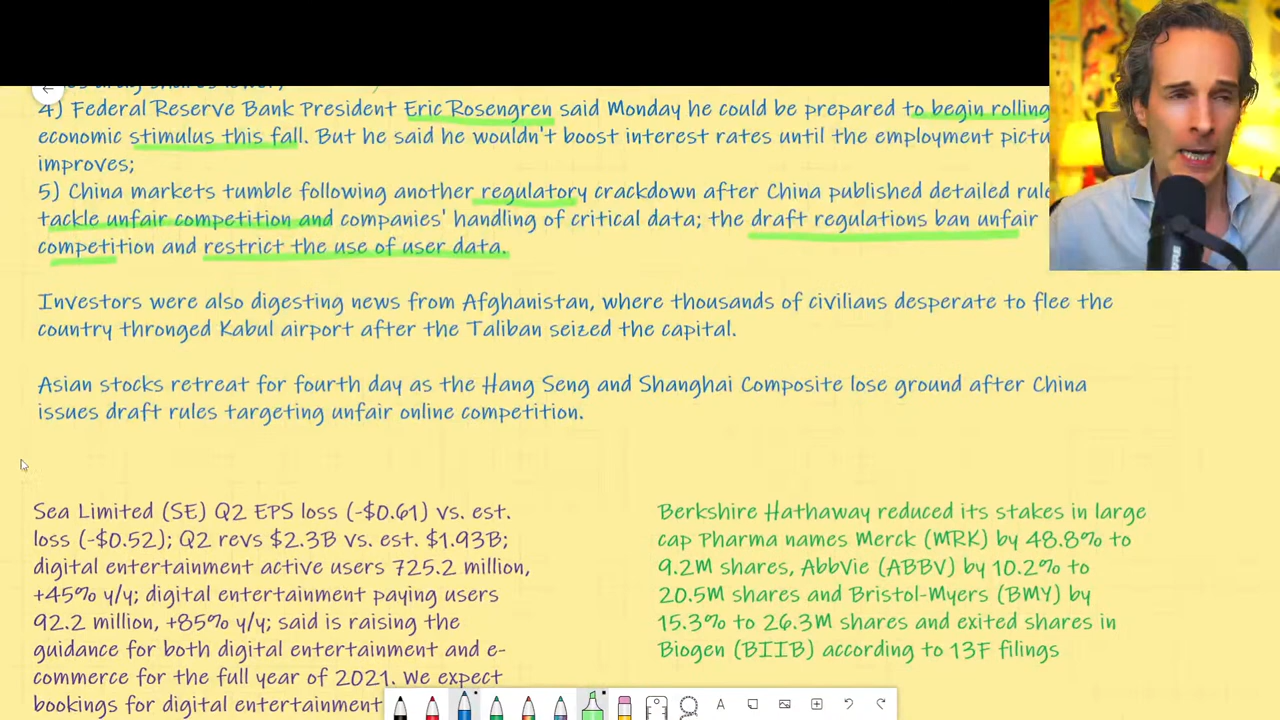 shares lower;
4) Federal Reserve Bank President Eric Rosengren said Monday he could be prepared to begin rolling
economic stimulus this fall. But he said he wouldn't boost interest rates until the employment pictu
improves;
5) China markets tumble following another regulatory crackdown after China published detailed rule
tackle unfair competition and companies' handling of critical data; the draft regulations ban unfair
competition and restrict the use of user data.
Investors were also digesting news from Afghanistan, where thousands of civilians desperate to flee the
country thronged Kabul airport after the Taliban seized the capital.
Asian stocks retreat for fourth day as the Hang Seng and Shanghai Composite lose ground after China
issues draft rules targeting unfair online competition.
Sea Limited (SE) Q2 EPS loss (-$0.61) vs. est.
loss (-$0.52); Q2 revs $2.3B vs. est. $1.93B;
digital entertainment active users 725.2 million,
+45% y/y; digital entertainment paying users
92.2 million, +85% y/y; said is raising the
guidance for both digital entertainment and e-
commerce for the full year of 2021. We expect
bookings for digital entertainment
Berkshire Hathaway reduced its stakes in large
cap Pharma names Merck (MRK) by 48.8% to
9.2M shares, AbbVie (ABBV) by 10.2% to
20.5M shares and Bristol-Myers (BMY) by
15.3% to 26.3M shares and exited shares in
Biogen (BIIB) according to 13F filings
A